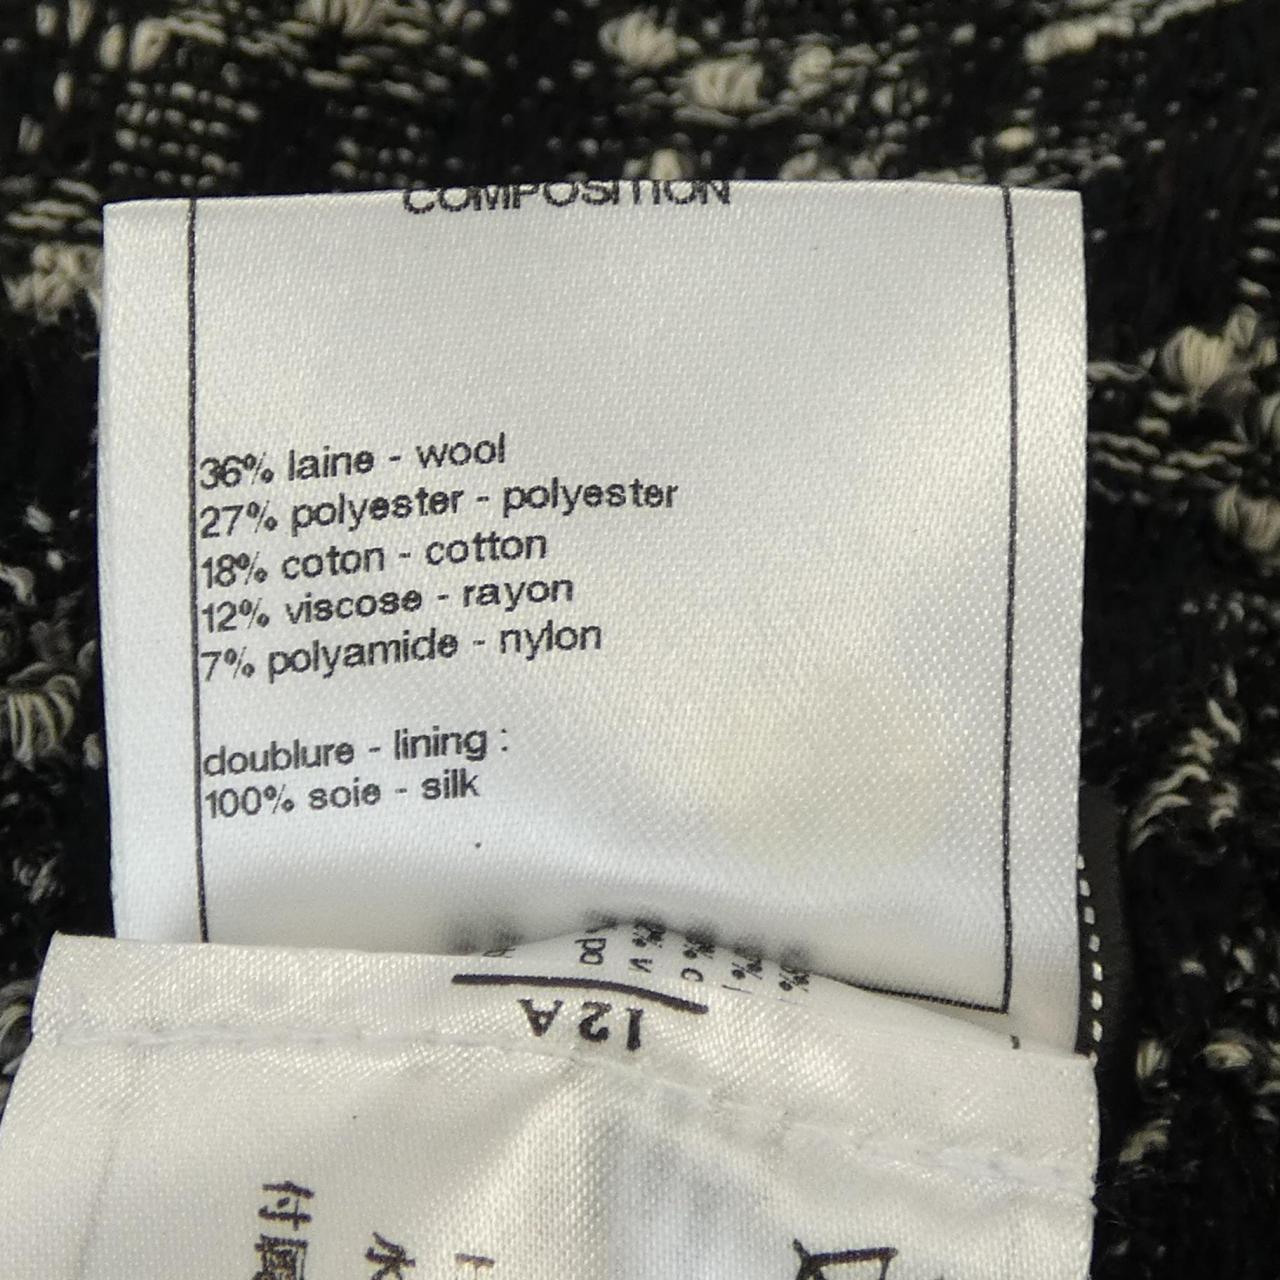 COMPOSITION
36% laine - wool
27% polyester - polyester
18% coton - cotton
12% viscose - rayon
7% polyamide - nylon
doublure - lining :
100% soie - silk
12A